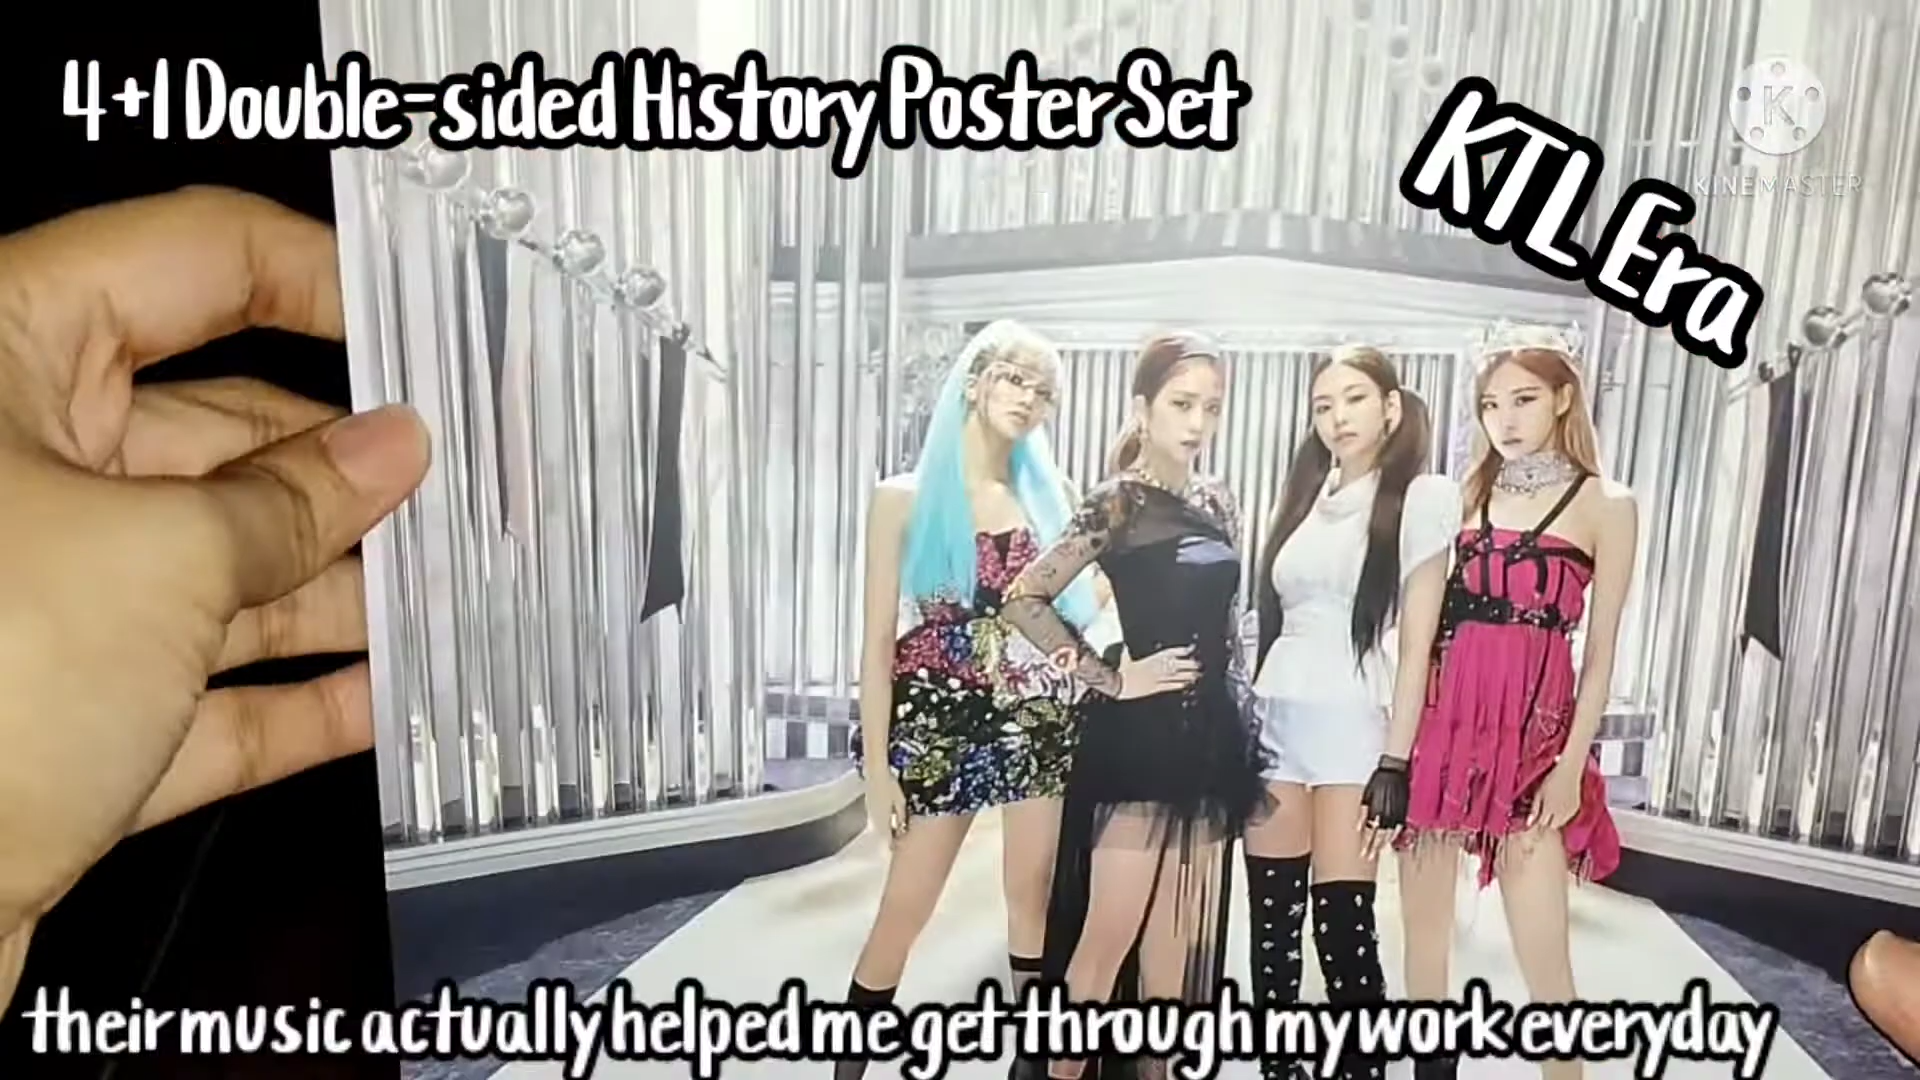 4+1 Double-sided History Poster Set
KTL Era
K
KINEMASTER
their music actually helped me get through my work everyday